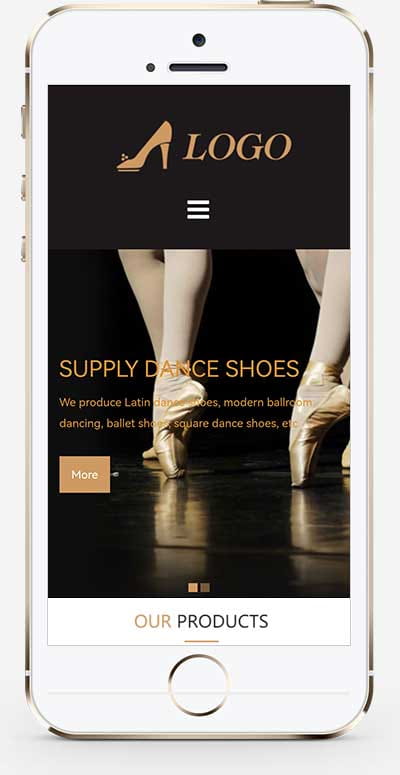 LOGO
SUPPLY DANCE SHOES
We produce Latin dance shoes, modern ballroom
dancing, ballet shoes, square dance shoes, etc.
More
OUR PRODUCTS